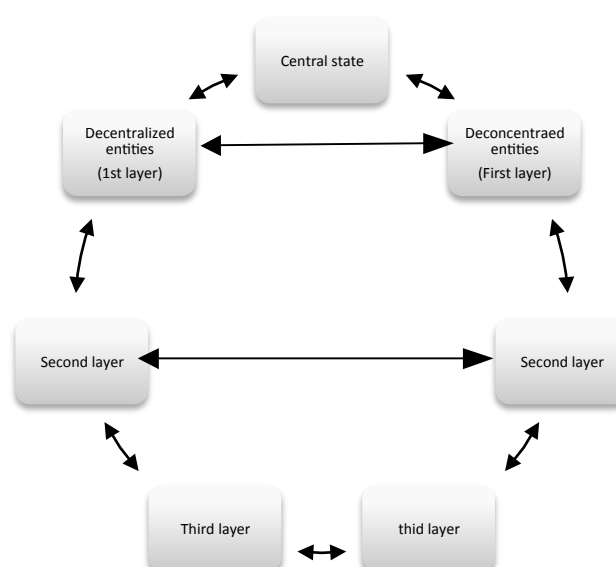 Central state
Decentralized
entities
(1st layer)
Deconcentraed
entities
(First layer)
Second layer
Second layer
Third layer
thid layer